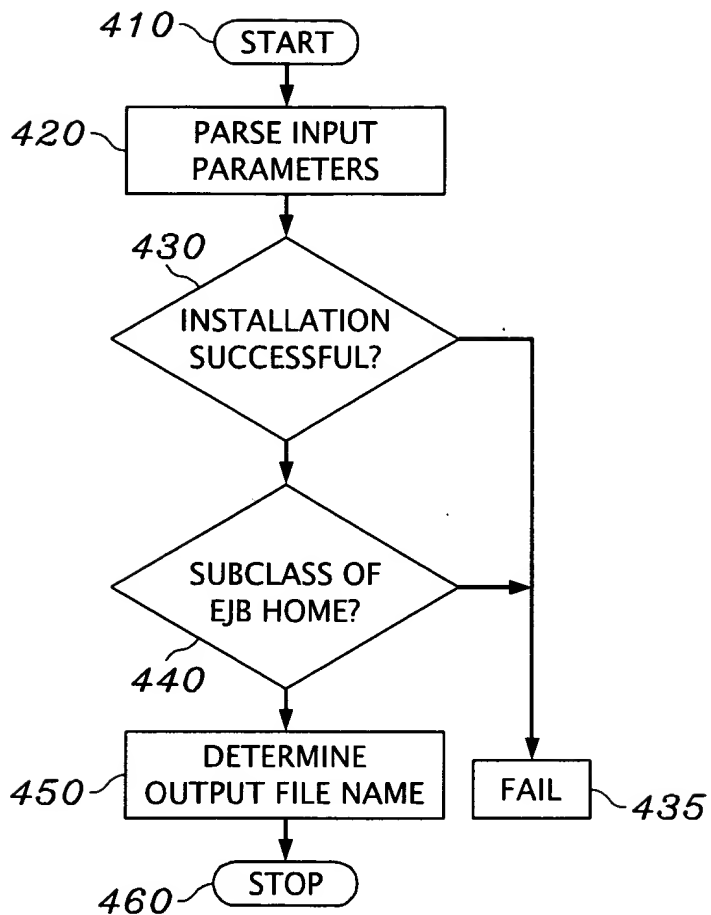 410
START
420
PARSE INPUT
PARAMETERS
430
INSTALLATION
SUCCESSFUL?
SUBCLASS OF
EJB HOME?
440
DETERMINE
OUTPUT FILE NAME
450
FAIL
435
STOP
460